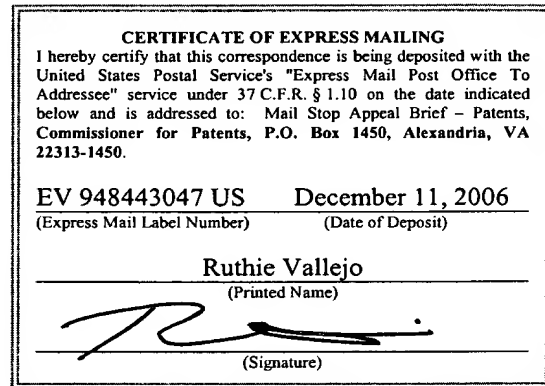 CERTIFICATE OF EXPRESS MAILING
I hereby certify that this correspondence is being deposited with the
United States Postal Service's "Express Mail Post Office To
Addressee" service under 37 C.F.R. § 1.10 on the date indicated
below and is addressed to: Mail Stop Appeal Brief – Patents,
Commissioner for Patents, P.O. Box 1450, Alexandria, VA
22313-1450.
EV 948443047 US December 11, 2006
(Express Mail Label Number) (Date of Deposit)
Ruthie Vallejo
(Printed Name)
(Signature)